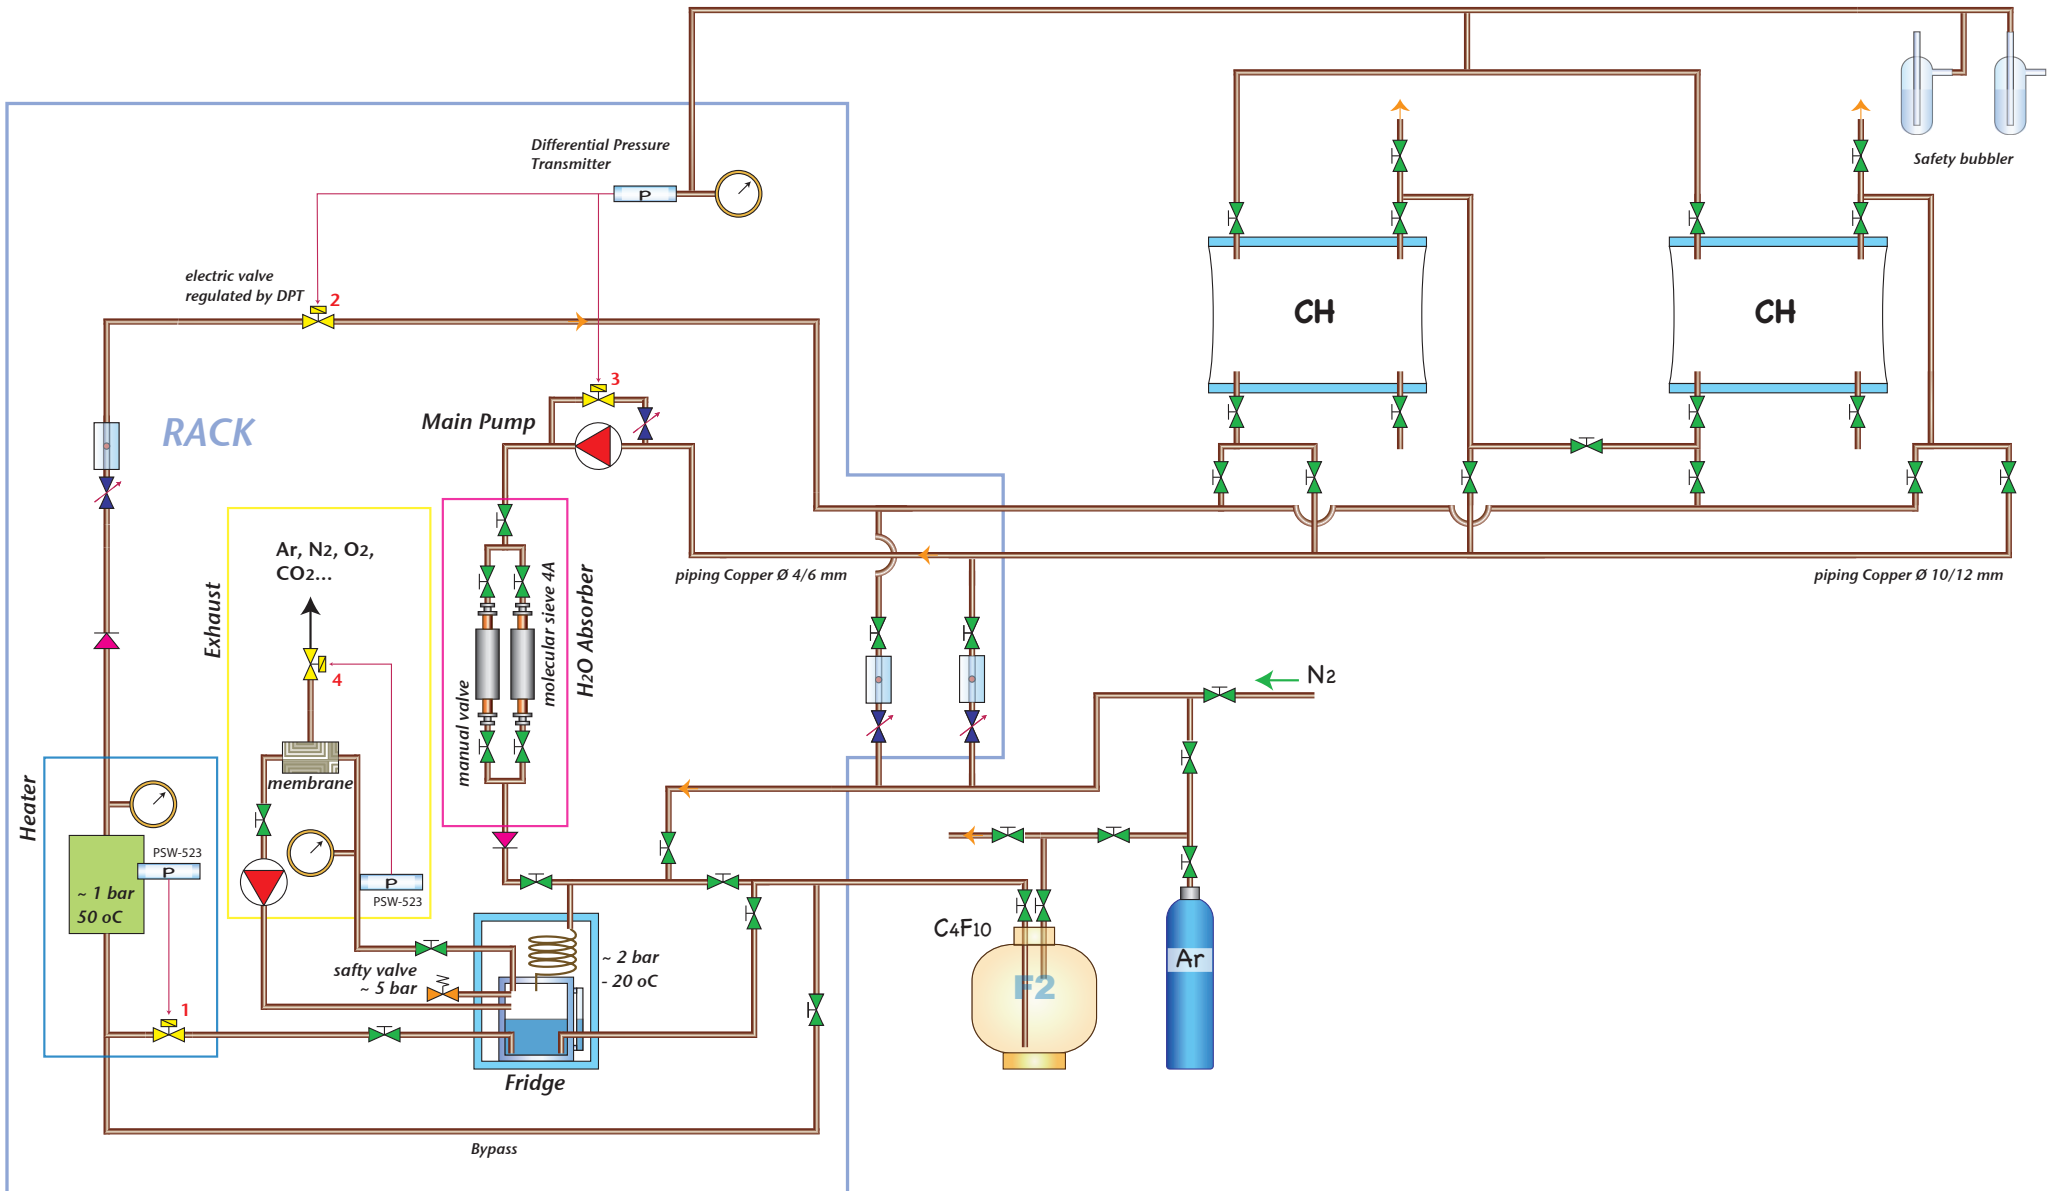 Differential Pressure
Transmitter
P
Safety bubbler
electric valve
regulated by DPT
2
CH
CH
3
Main Pump
RACK
Ar, N2, O2,
CO2...
Exhaust
4
membrane
manual valve
molecular sieve 4A
H2O Absorber
piping Copper Ø 4/6 mm
piping Copper Ø 10/12 mm
N2
Heater
PSW-523
P
~ 1 bar
50 oC
P
PSW-523
C4F10
F2
Ar
safty valve
~ 5 bar
~ 2 bar
- 20 oC
1
Fridge
Bypass